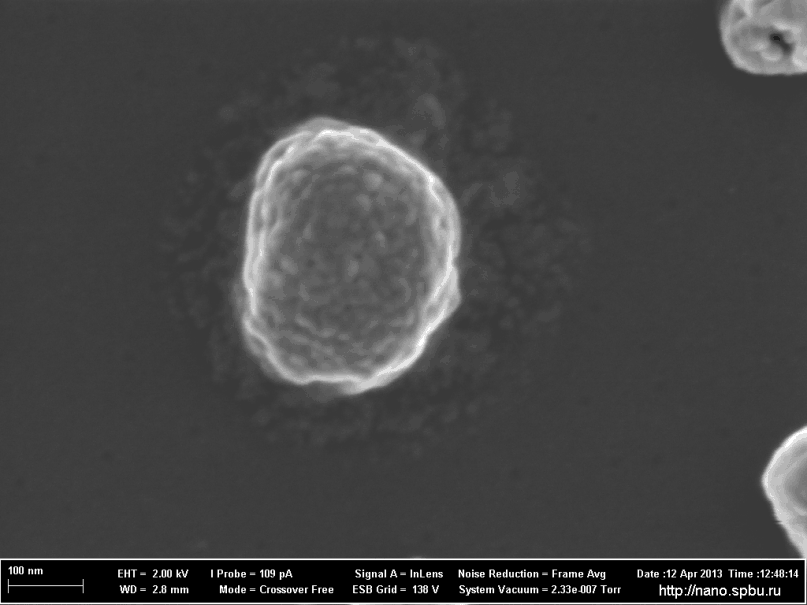 100 nm EHT = 2.00 kV I Probe = 109 pA Signal A = InLens Noise Reduction = Frame Avg Date :12 Apr 2013 Time :12:48:14
WD = 2.8 mm Mode = Crossover Free ESB Grid = 138 V System Vacuum = 2.33e-007 Torr http://nano.spbu.ru